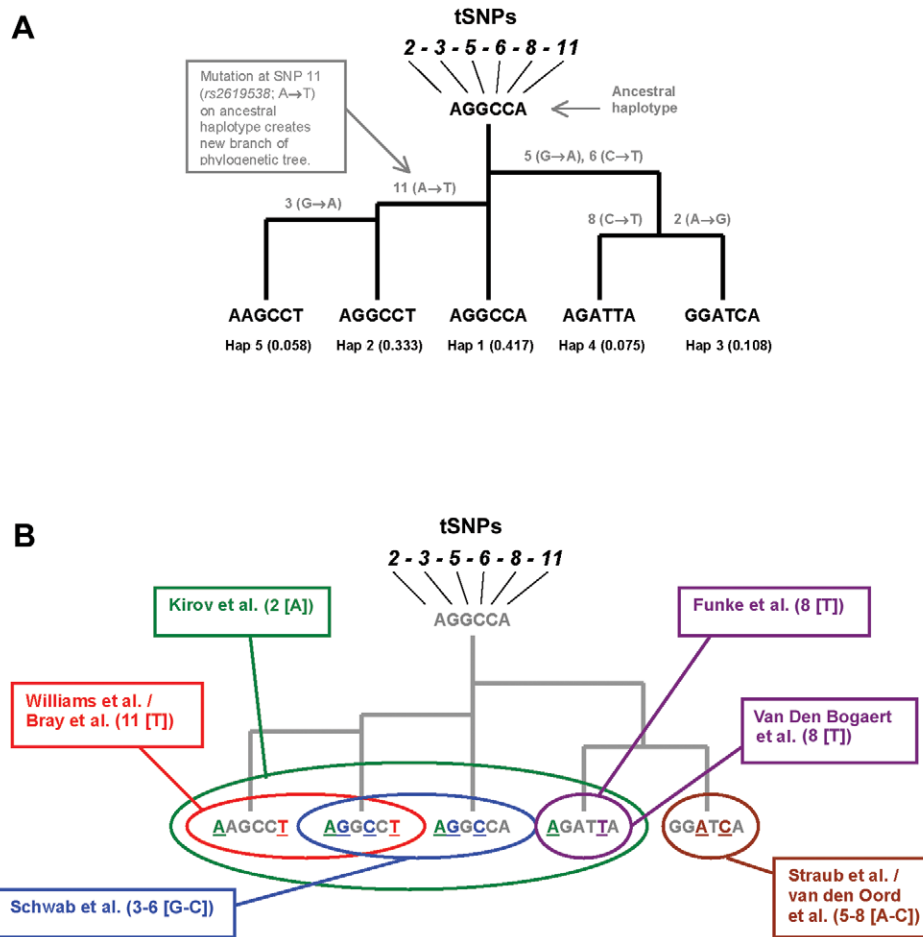 A
tSNPs
2 - 3 - 5 - 6 - 8 - 11
Mutation at SNP 11
(rs2619538; A→T)
on ancestral
haplotype creates
new branch of
phylogenetic tree.
AGGCCA
Ancestral
haplotype
5 (G→A), 6 (C→T)
11 (A→T)
3 (G→A)
8 (C→T)
2 (A→G)
AAGCCT
AGGCCT
AGGCCA
AGATTA
GGATCA
Hap 5 (0.058)
Hap 2 (0.333)
Hap 1 (0.417)
Hap 4 (0.075)
Hap 3 (0.108)
B
tSNPs
2 - 3 - 5 - 6 - 8 - 11
Kirov et al. (2 [A])
Funke et al. (8 [T])
AGGCCA
Williams et al. /
Bray et al. (11 [T])
Van Den Bogaert
et al. (8 [T])
AAGCCT
AGGCCT
AGGCCA
AGATTA
GGATCA
Schwab et al. (3-6 [G-C])
Straub et al. /
van den Oord
et al. (5-8 [A-C])